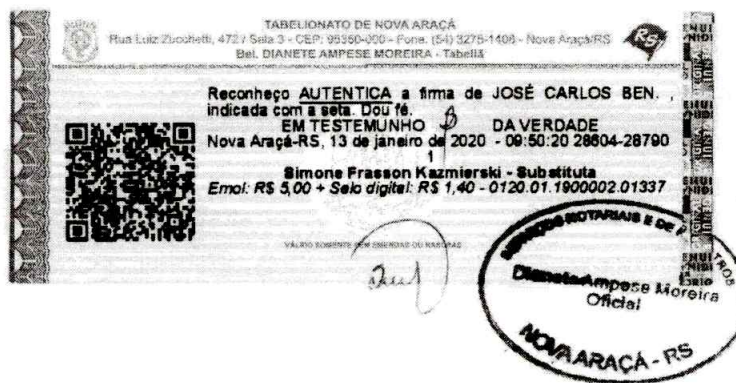 TABELIONATO DE NOVA ARAÇÁ
Rua Luiz Zucchetti, 472 / Sala 3 - CEP: 95350-000 - Fone: (54) 3275-1408 - Nova Araçá/RS
Bel. DIANETE AMPESE MOREIRA - Tabeliã
RS
Reconheço AUTENTICA a firma de JOSÉ CARLOS BEN. ,
indicada com a seta. Dou fé.
EM TESTEMUNHO DA VERDADE
Nova Araçá-RS, 13 de janeiro de 2020 - 09:50:20 28604-28790
1
Simone Frasson Kazmierski - Substituta
Emol: R$ 5,00 + Selo digital: R$ 1,40 - 0120.01.1900002.01337
VÁLIDO SOMENTE SEM EMENDAS OU RASURAS
NOTARIAIS E DE
Dianete Ampese Moreira
Oficial
NOVA ARAÇÁ - RS